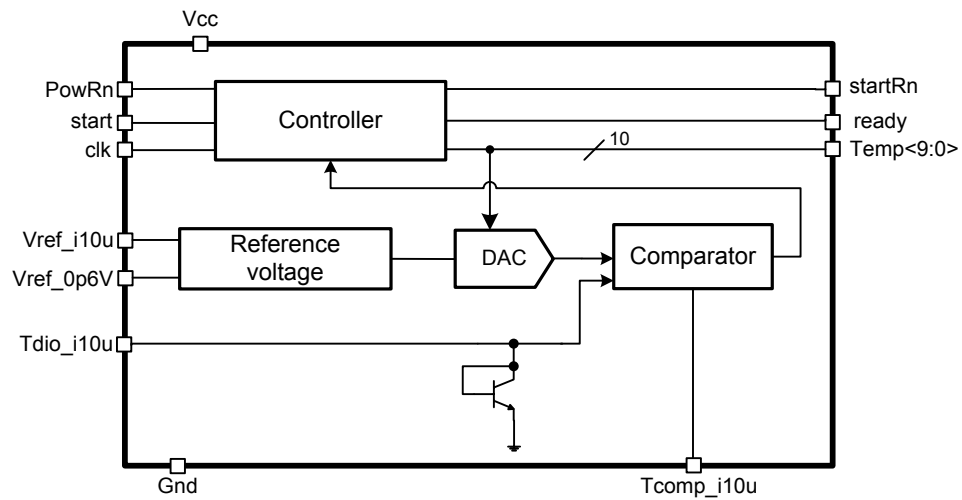 Vcc
PowRn
startRn
start
Controller
ready
clk
10
Temp<9:0>
Vref_i10u
Reference
voltage
DAC
Comparator
Vref_0p6V
Tdio_i10u
Gnd
Tcomp_i10u